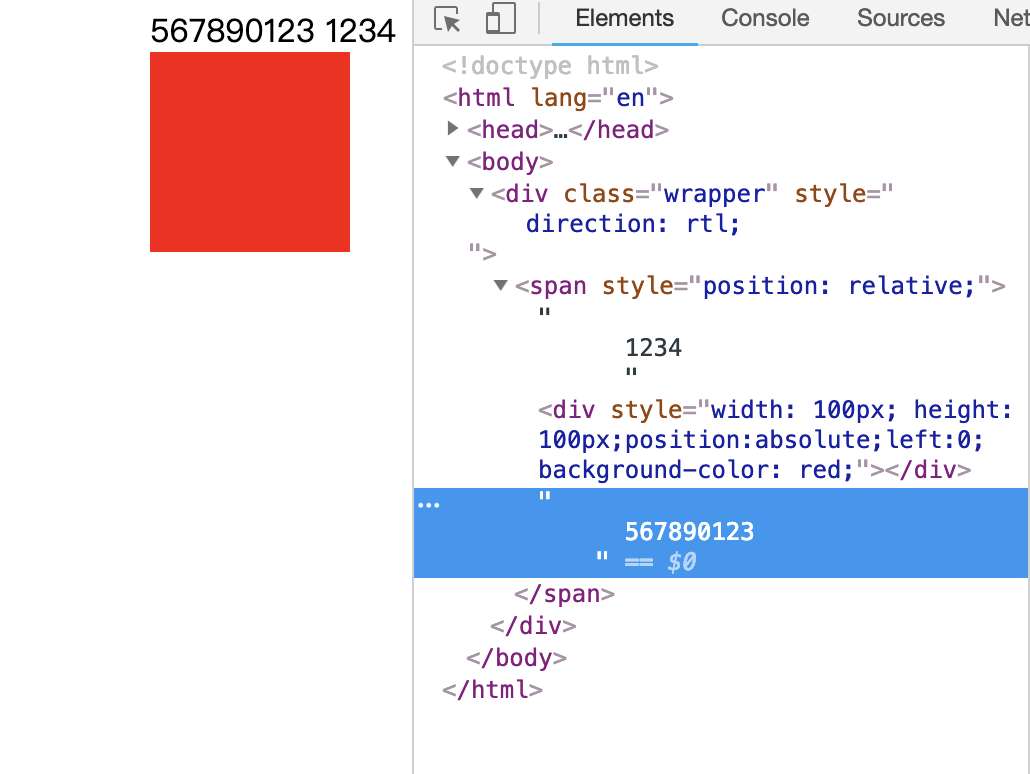 567890123 1234
Elements Console Sources Net
<!doctype html>
<html lang="en">
<head>…</head>
<body>
<div class="wrapper" style="
direction: rtl;
">
<span style="position: relative;">
"
1234
"
<div style="width: 100px; height:
100px;position:absolute;left:0;
background-color: red;"></div>
… "
567890123
" == $0
</span>
</div>
</body>
</html>